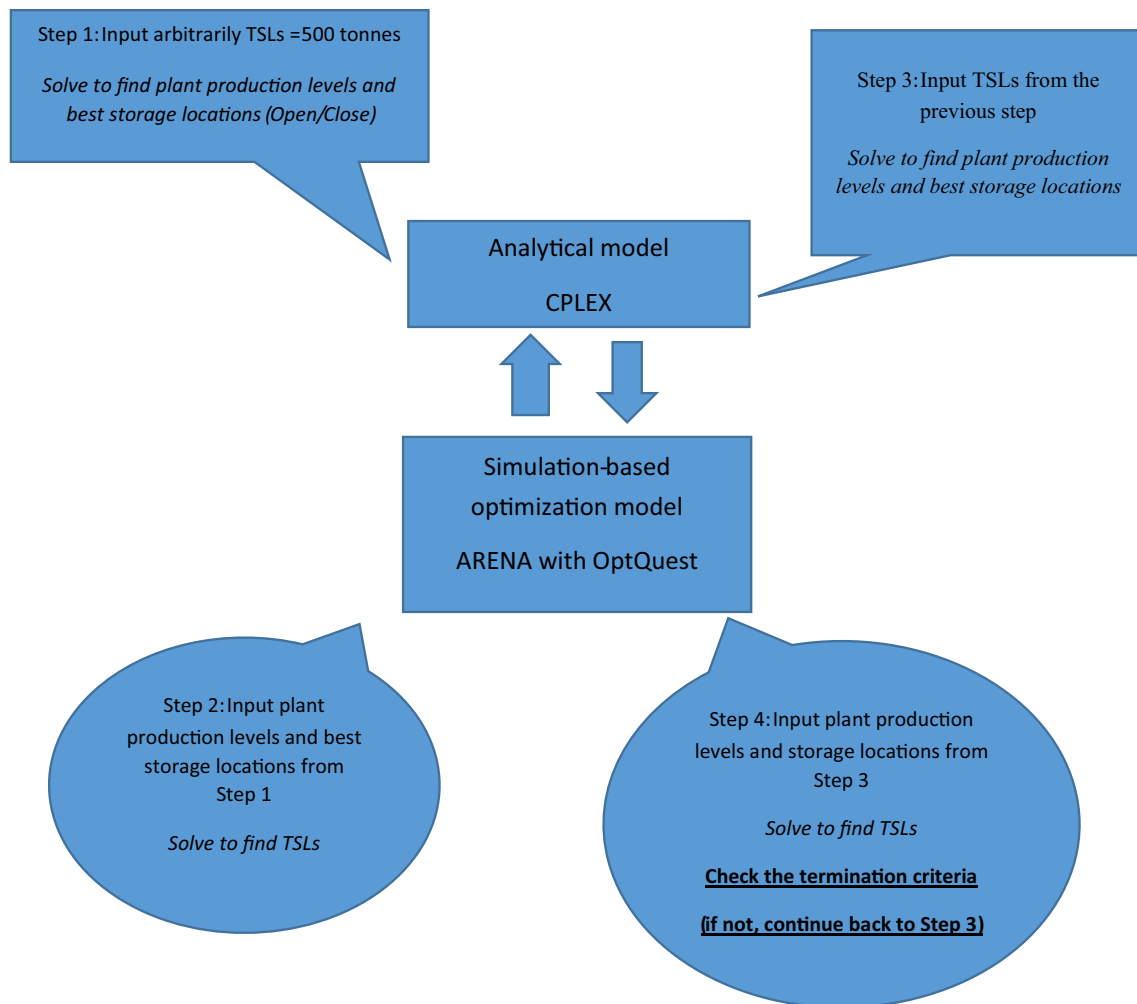 Step 1: Input arbitrarily TSLs =500 tonnes
Solve to find plant production levels and
best storage locations (Open/Close)
Step 3: Input TSLs from the
previous step
Solve to find plant production
levels and best storage locations
Analytical model
CPLEX
Simulation-based
optimization model
ARENA with OptQuest
Step 2: Input plant
production levels and best
storage locations from
Step 1
Solve to find TSLs
Step 4: Input plant production
levels and storage locations from
Step 3
Solve to find TSLs
Check the termination criteria
(if not, continue back to Step 3)